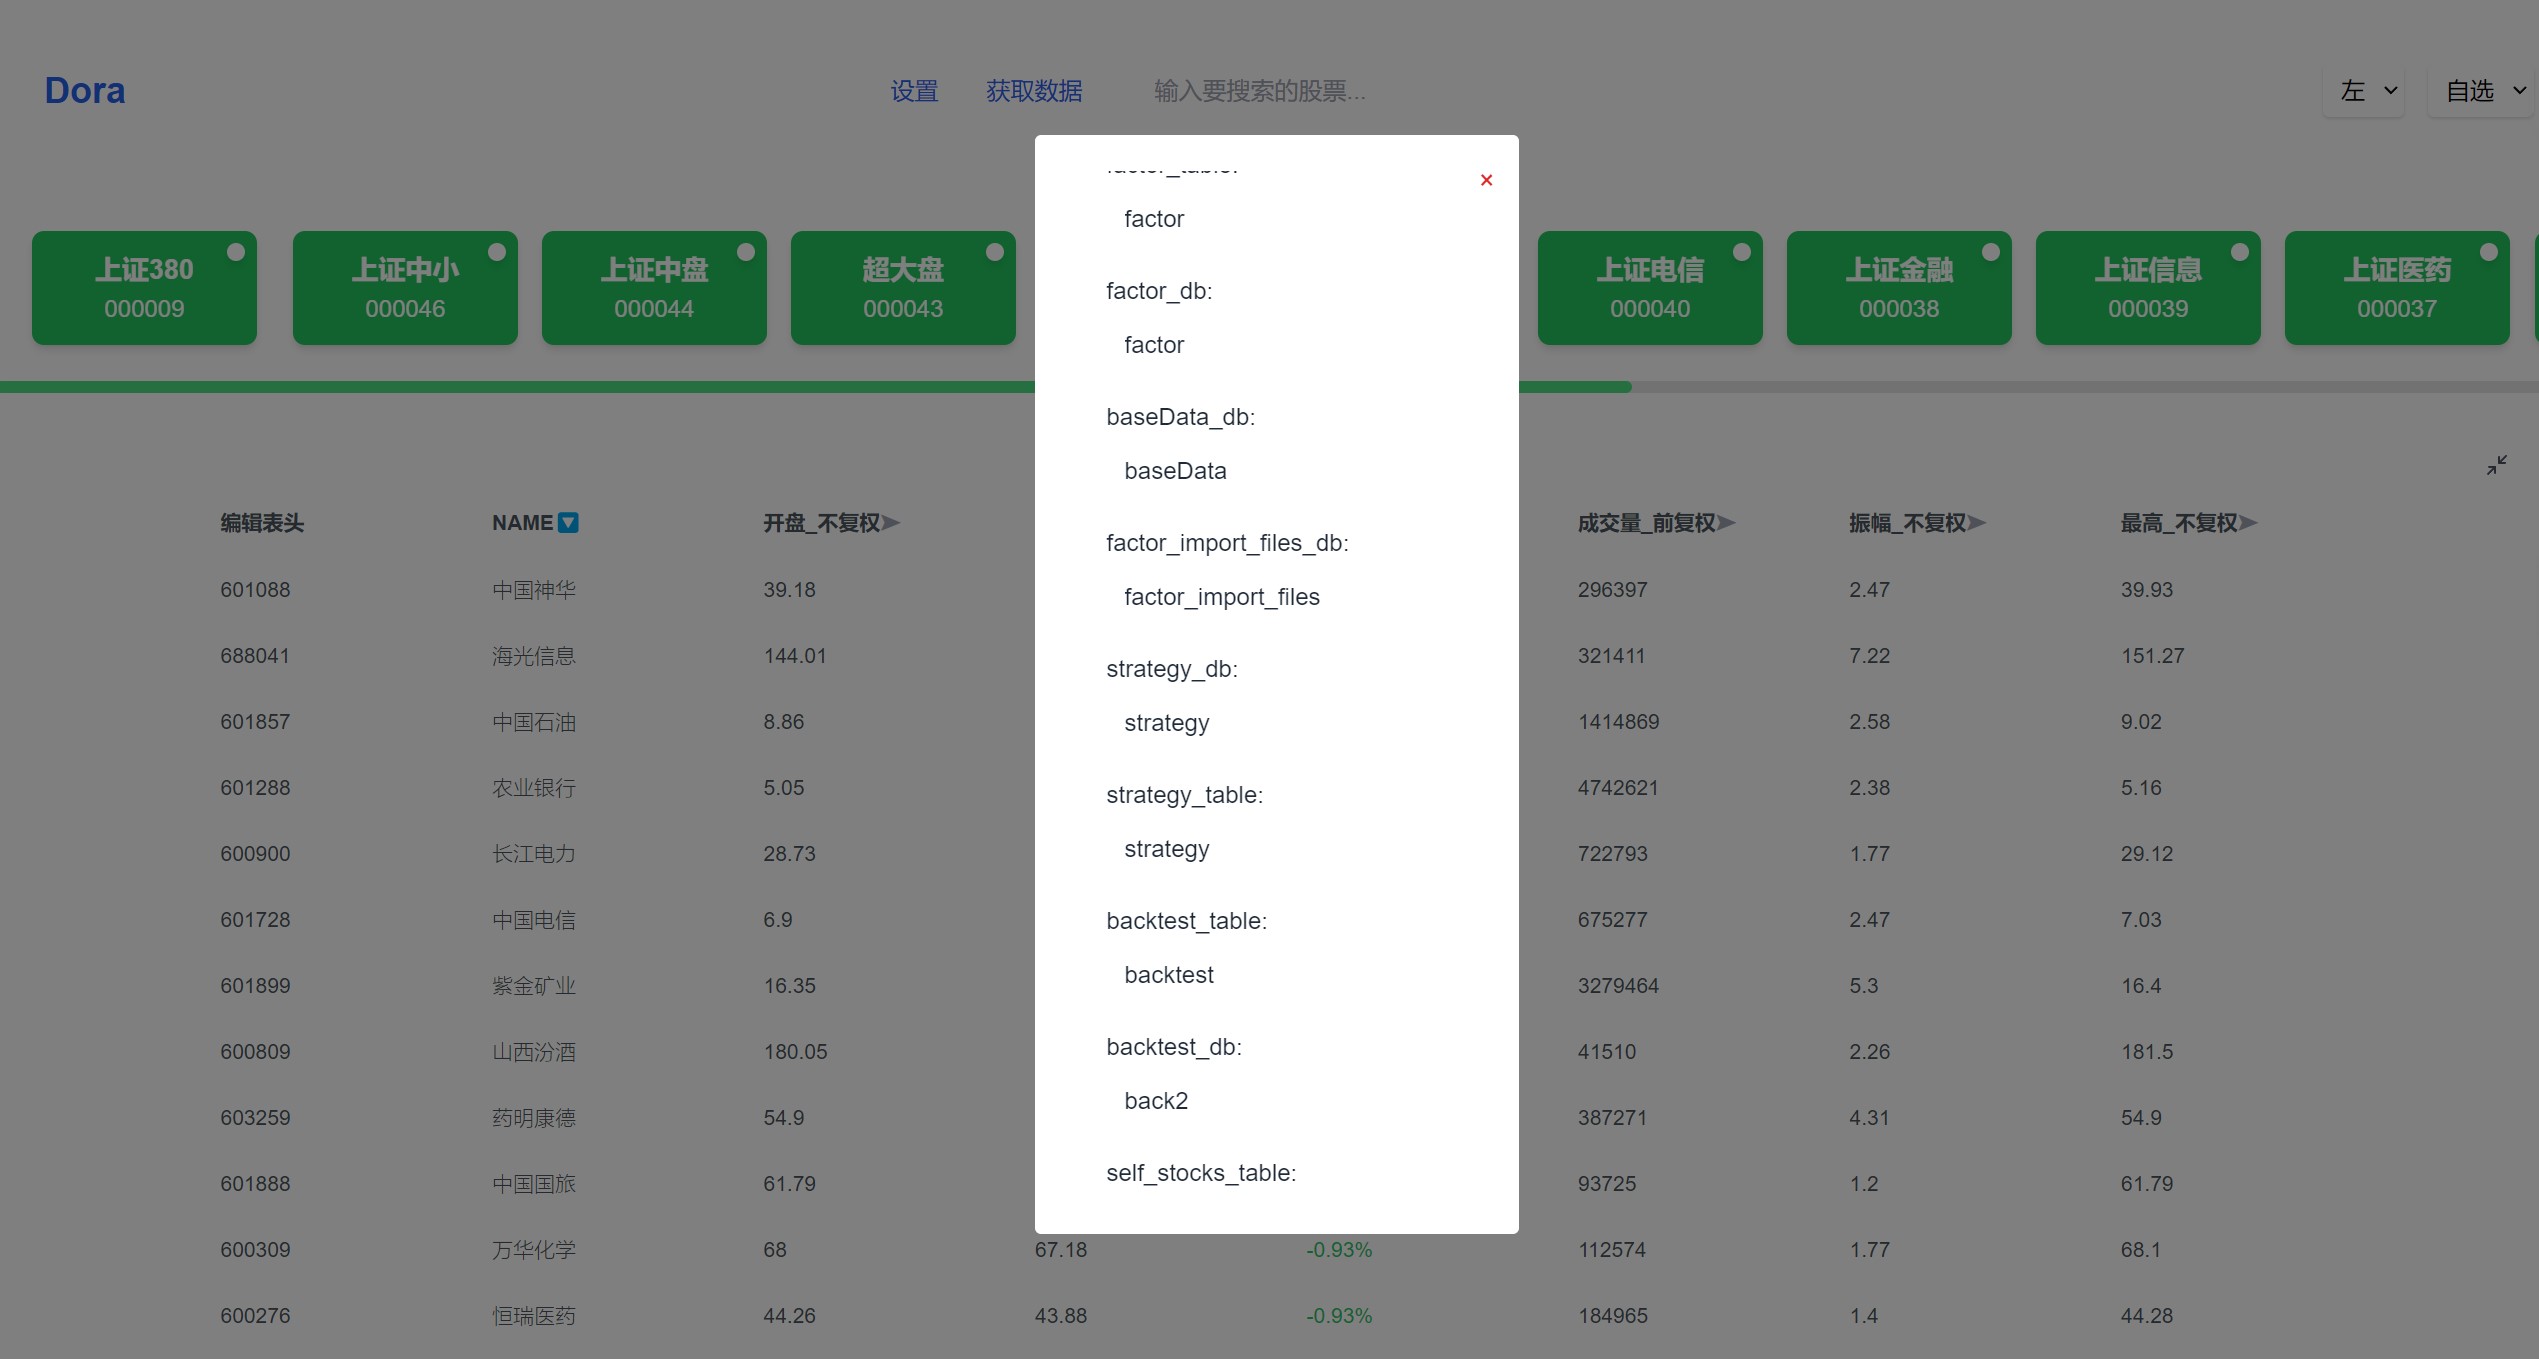 Dora
设置 获取数据 输入要搜索的股票... 左 自选
上证380 上证中小 上证中盘 超大盘 上证电信 上证金融 上证信息 上证医药
000009 000046 000044 000043 000040 000038 000039 000037
×
factor_table:
factor
factor_db:
factor
baseData_db:
baseData
factor_import_files_db:
factor_import_files
strategy_db:
strategy
strategy_table:
strategy
backtest_table:
backtest
backtest_db:
back2
self_stocks_table:
编辑表头 NAME 开盘_不复权 成交量_前复权 振幅_不复权 最高_不复权
601088 中国神华 39.18 296397 2.47 39.93
688041 海光信息 144.01 321411 7.22 151.27
601857 中国石油 8.86 1414869 2.58 9.02
601288 农业银行 5.05 4742621 2.38 5.16
600900 长江电力 28.73 722793 1.77 29.12
601728 中国电信 6.9 675277 2.47 7.03
601899 紫金矿业 16.35 3279464 5.3 16.4
600809 山西汾酒 180.05 41510 2.26 181.5
603259 药明康德 54.9 387271 4.31 54.9
601888 中国国旅 61.79 93725 1.2 61.79
600309 万华化学 68 67.18 -0.93% 112574 1.77 68.1
600276 恒瑞医药 44.26 43.88 -0.93% 184965 1.4 44.28